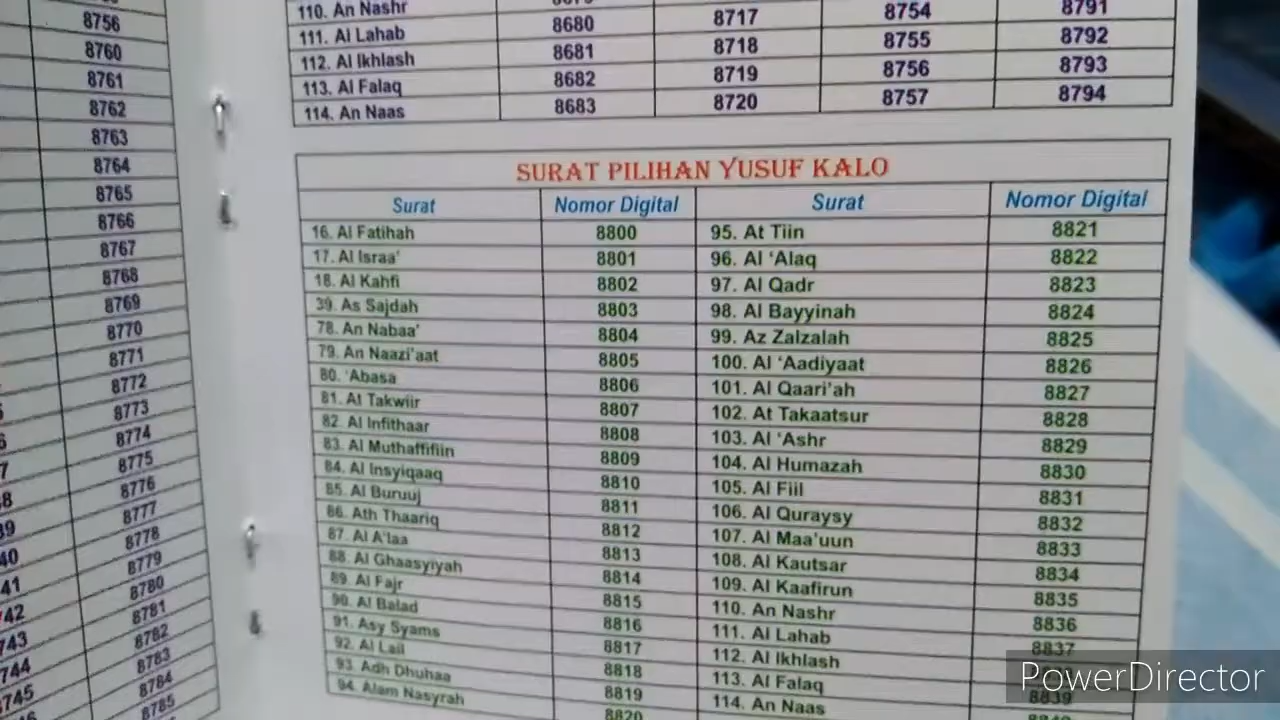 8756
8760
8761
8762
8763
8764
8765
8766
8767
8768
8769
8770
8771
8772
8773
8774
8775
8776
8777
8778
8779
8780
8781
8782
8783
8784
8785
110. An Nashr 8754 8791
111. Al Lahab 8680 8717 8755 8792
112. Al Ikhlash 8681 8718 8756 8793
113. Al Falaq 8682 8719 8757 8794
114. An Naas 8683 8720
SURAT PILIHAN YUSUF KALO
Surat Nomor Digital Surat Nomor Digital
16. Al Fatihah 8800 95. At Tiin 8821
17. Al Israa' 8801 96. Al 'Alaq 8822
18. Al Kahfi 8802 97. Al Qadr 8823
39. As Sajdah 8803 98. Al Bayyinah 8824
78. An Nabaa' 8804 99. Az Zalzalah 8825
79. An Naazi'aat 8805 100. Al 'Aadiyaat 8826
80. 'Abasa 8806 101. Al Qaari'ah 8827
81. At Takwiir 8807 102. At Takaatsur 8828
82. Al Infithaar 8808 103. Al 'Ashr 8829
83. Al Muthaffifiin 8809 104. Al Humazah 8830
84. Al Insyiqaaq 8810 105. Al Fiil 8831
85. Al Buruuj 8811 106. Al Quraysy 8832
86. Ath Thaariq 8812 107. Al Maa'uun 8833
87. Al A'laa 8813 108. Al Kautsar 8834
88. Al Ghaasyiyah 8814 109. Al Kaafirun 8835
89. Al Fajr 8815 110. An Nashr 8836
90. Al Balad 8816 111. Al Lahab 8837
91. Asy Syams 8817 112. Al Ikhlash
92. Al Lail 8818 113. Al Falaq 8839
93. Adh Dhuhaa 8819 114. An Naas
94. Alam Nasyrah 8820
PowerDirector